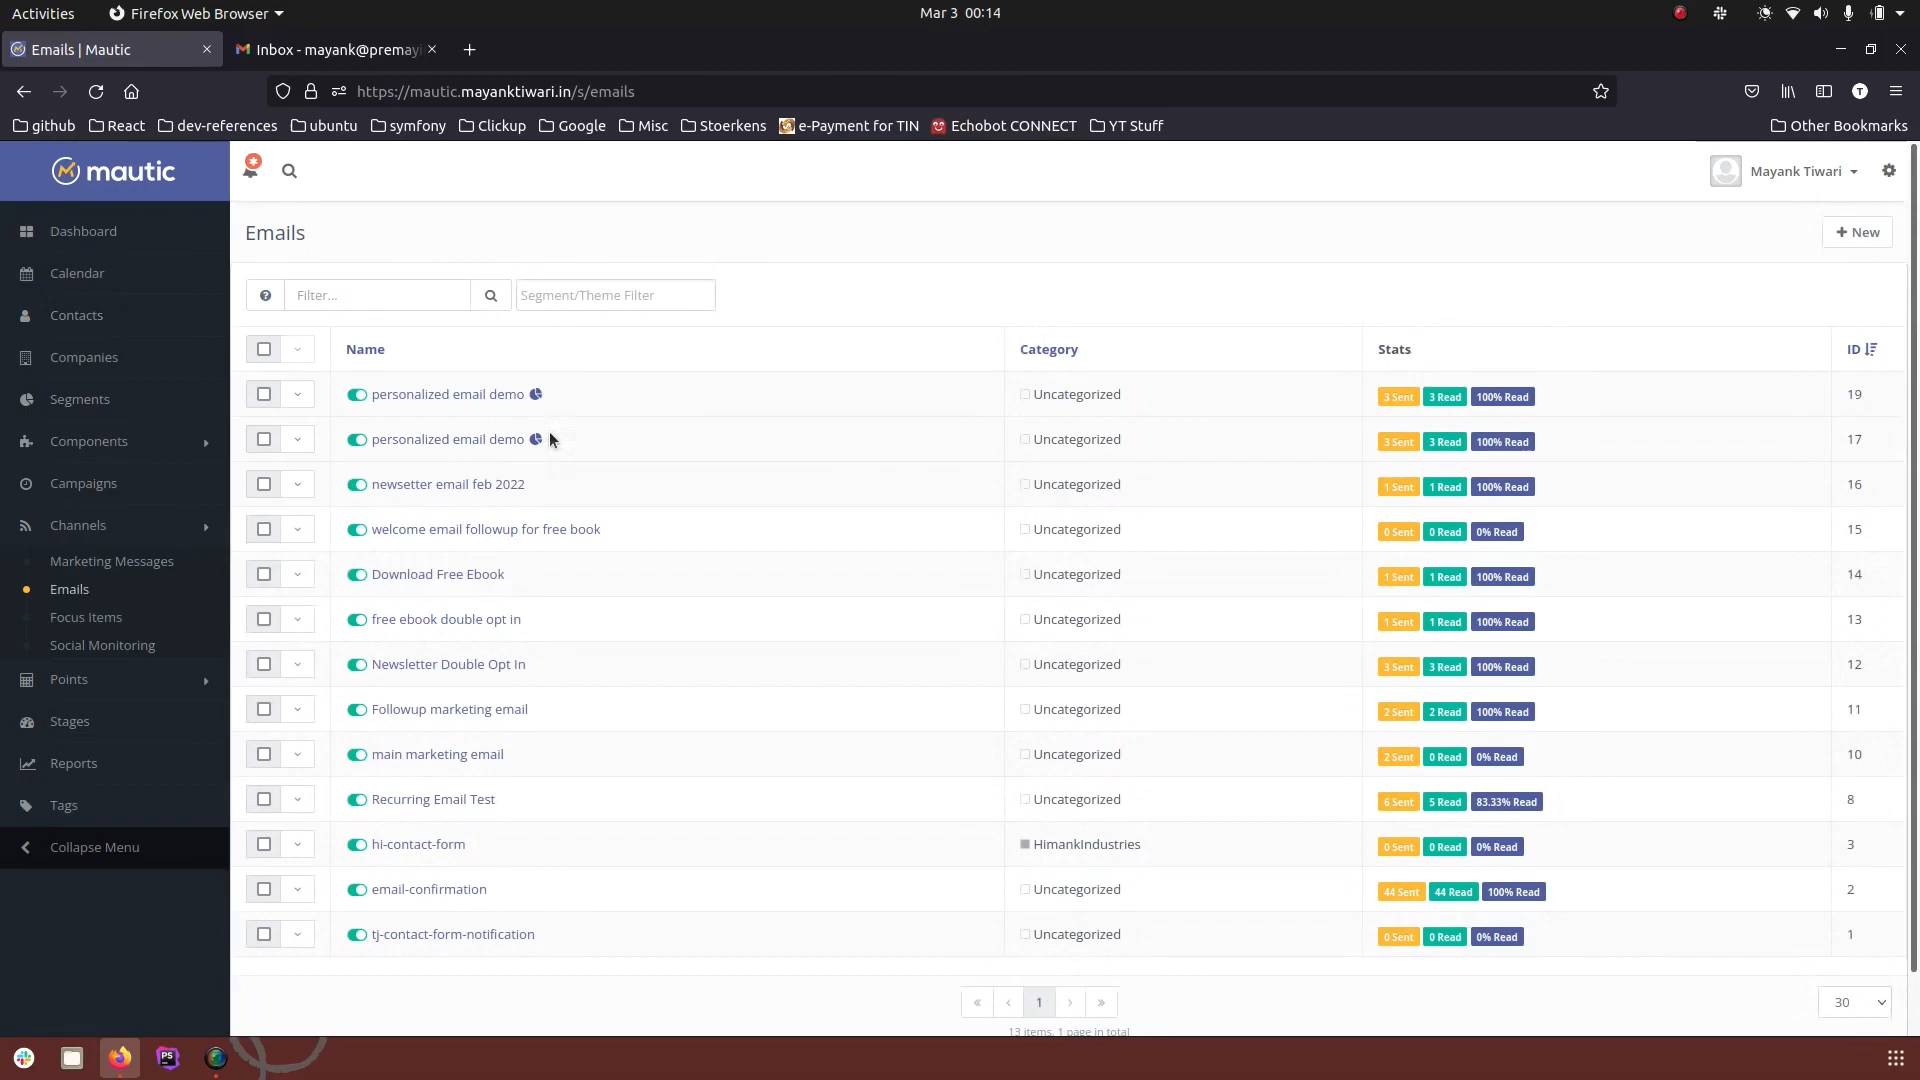 Activities Firefox Web Browser Mar 3 00:14
Emails | Mautic Inbox - mayank@premayi
https://mautic.mayanktiwari.in/s/emails T
github React dev-references ubuntu symfony Clickup Google Misc Stoerkens e-Payment for TIN Echobot CONNECT YT Stuff Other Bookmarks
mautic Mayank Tiwari
Dashboard
Calendar
Contacts
Companies
Segments
Components
Campaigns
Channels
Marketing Messages
Emails
Focus Items
Social Monitoring
Points
Stages
Reports
Tags
Collapse Menu
Emails + New
Filter... Segment/Theme Filter
Name Category Stats ID
personalized email demo Uncategorized 3 Sent 3 Read 100% Read 19
personalized email demo Uncategorized 3 Sent 3 Read 100% Read 17
newsetter email feb 2022 Uncategorized 1 Sent 1 Read 100% Read 16
welcome email followup for free book Uncategorized 0 Sent 0 Read 0% Read 15
Download Free Ebook Uncategorized 1 Sent 1 Read 100% Read 14
free ebook double opt in Uncategorized 1 Sent 1 Read 100% Read 13
Newsletter Double Opt In Uncategorized 3 Sent 3 Read 100% Read 12
Followup marketing email Uncategorized 2 Sent 2 Read 100% Read 11
main marketing email Uncategorized 2 Sent 0 Read 0% Read 10
Recurring Email Test Uncategorized 6 Sent 5 Read 83.33% Read 8
hi-contact-form HimankIndustries 0 Sent 0 Read 0% Read 3
email-confirmation Uncategorized 44 Sent 44 Read 100% Read 2
tj-contact-form-notification Uncategorized 0 Sent 0 Read 0% Read 1
« ‹ 1 › » 30
13 items, 1 page in total
PS